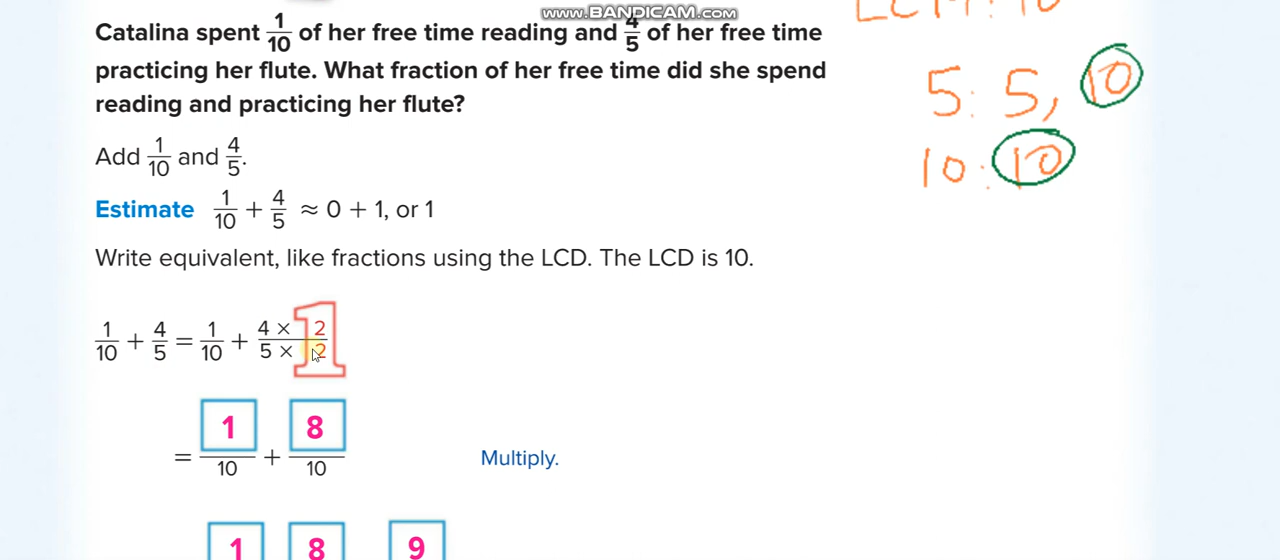 www.BANDICAM.com
LCM: 10
Catalina spent 1/10 of her free time reading and 4/5 of her free time
practicing her flute. What fraction of her free time did she spend
reading and practicing her flute?
5: 5, 10
10: 10
Add 1/10 and 4/5.
Estimate 1/10 + 4/5 ≈ 0 + 1, or 1
Write equivalent, like fractions using the LCD. The LCD is 10.
1/10 + 4/5 = 1/10 + 4 × 2/5 × 2
1
= 1/10 + 8/10 Multiply.
1 8 9